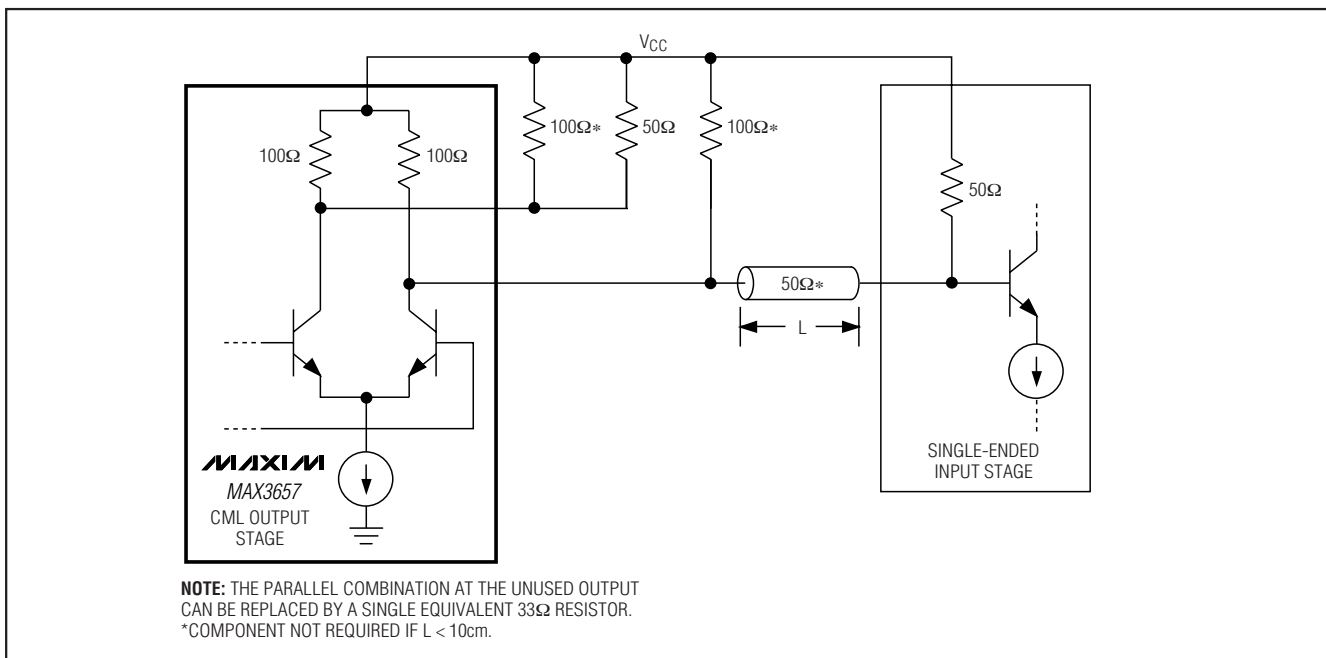 VCC
100Ω*
50Ω
100Ω*
100Ω
100Ω
50Ω
50Ω*
L
MAXIM
MAX3657
CML OUTPUT
STAGE
SINGLE-ENDED
INPUT STAGE
NOTE: THE PARALLEL COMBINATION AT THE UNUSED OUTPUT
CAN BE REPLACED BY A SINGLE EQUIVALENT 33Ω RESISTOR.
*COMPONENT NOT REQUIRED IF L < 10cm.